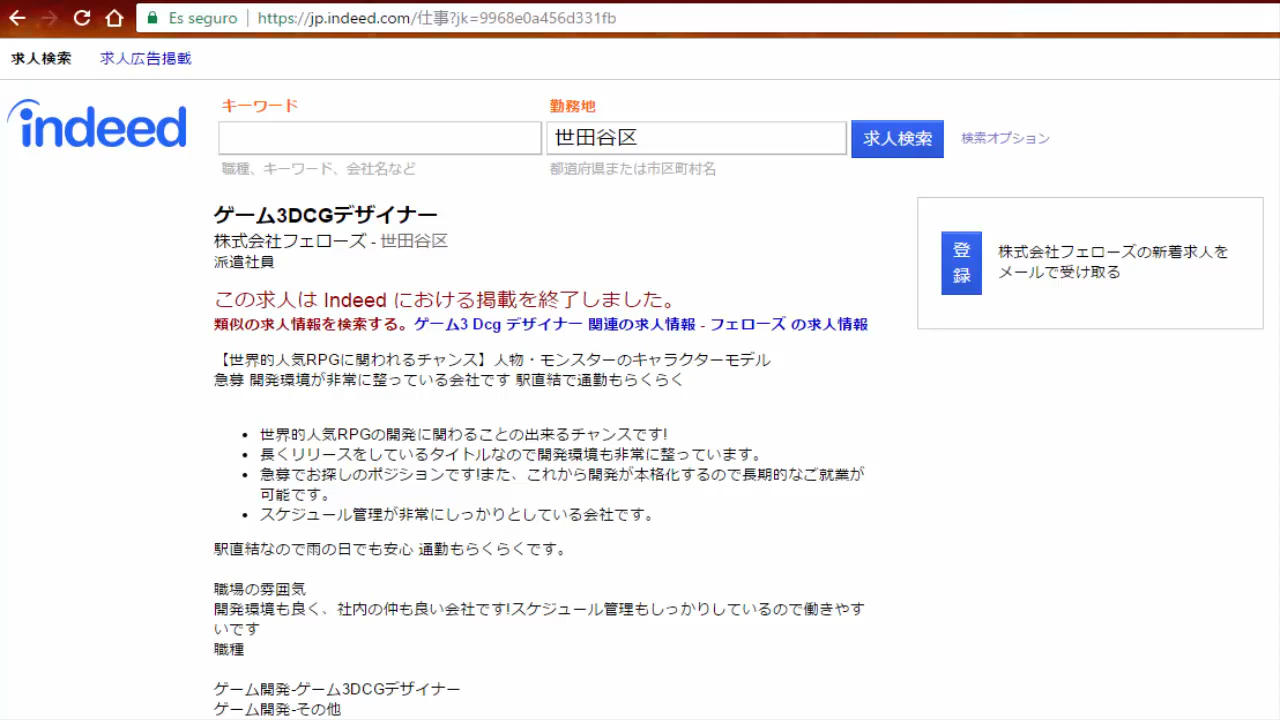 Es seguro | https://jp.indeed.com/仕事?jk=9968e0a456d331fb
求人検索 求人広告掲載
indeed
キーワード 勤務地
世田谷区 求人検索 検索オプション
職種、キーワード、会社名など 都道府県または市区町村名
ゲーム3DCGデザイナー
株式会社フェローズ - 世田谷区
派遣社員
登録
株式会社フェローズの新着求人を
メールで受け取る
この求人は Indeed における掲載を終了しました。
類似の求人情報を検索する。ゲーム3 Dcg デザイナー 関連の求人情報 - フェローズ の求人情報
【世界的人気RPGに関われるチャンス】人物・モンスターのキャラクターモデル
急募 開発環境が非常に整っている会社です 駅直結で通勤もらくらく
• 世界的人気RPGの開発に関わることの出来るチャンスです!
• 長くリリースをしているタイトルなので開発環境も非常に整っています。
• 急募でお探しのポジションです!また、これから開発が本格化するので長期的なご就業が
可能です。
• スケジュール管理が非常にしっかりとしている会社です。
駅直結なので雨の日でも安心 通勤もらくらくです。
職場の雰囲気
開発環境も良く、社内の仲も良い会社です!スケジュール管理もしっかりしているので働きやす
いです
職種
ゲーム開発-ゲーム3DCGデザイナー
ゲーム開発-その他